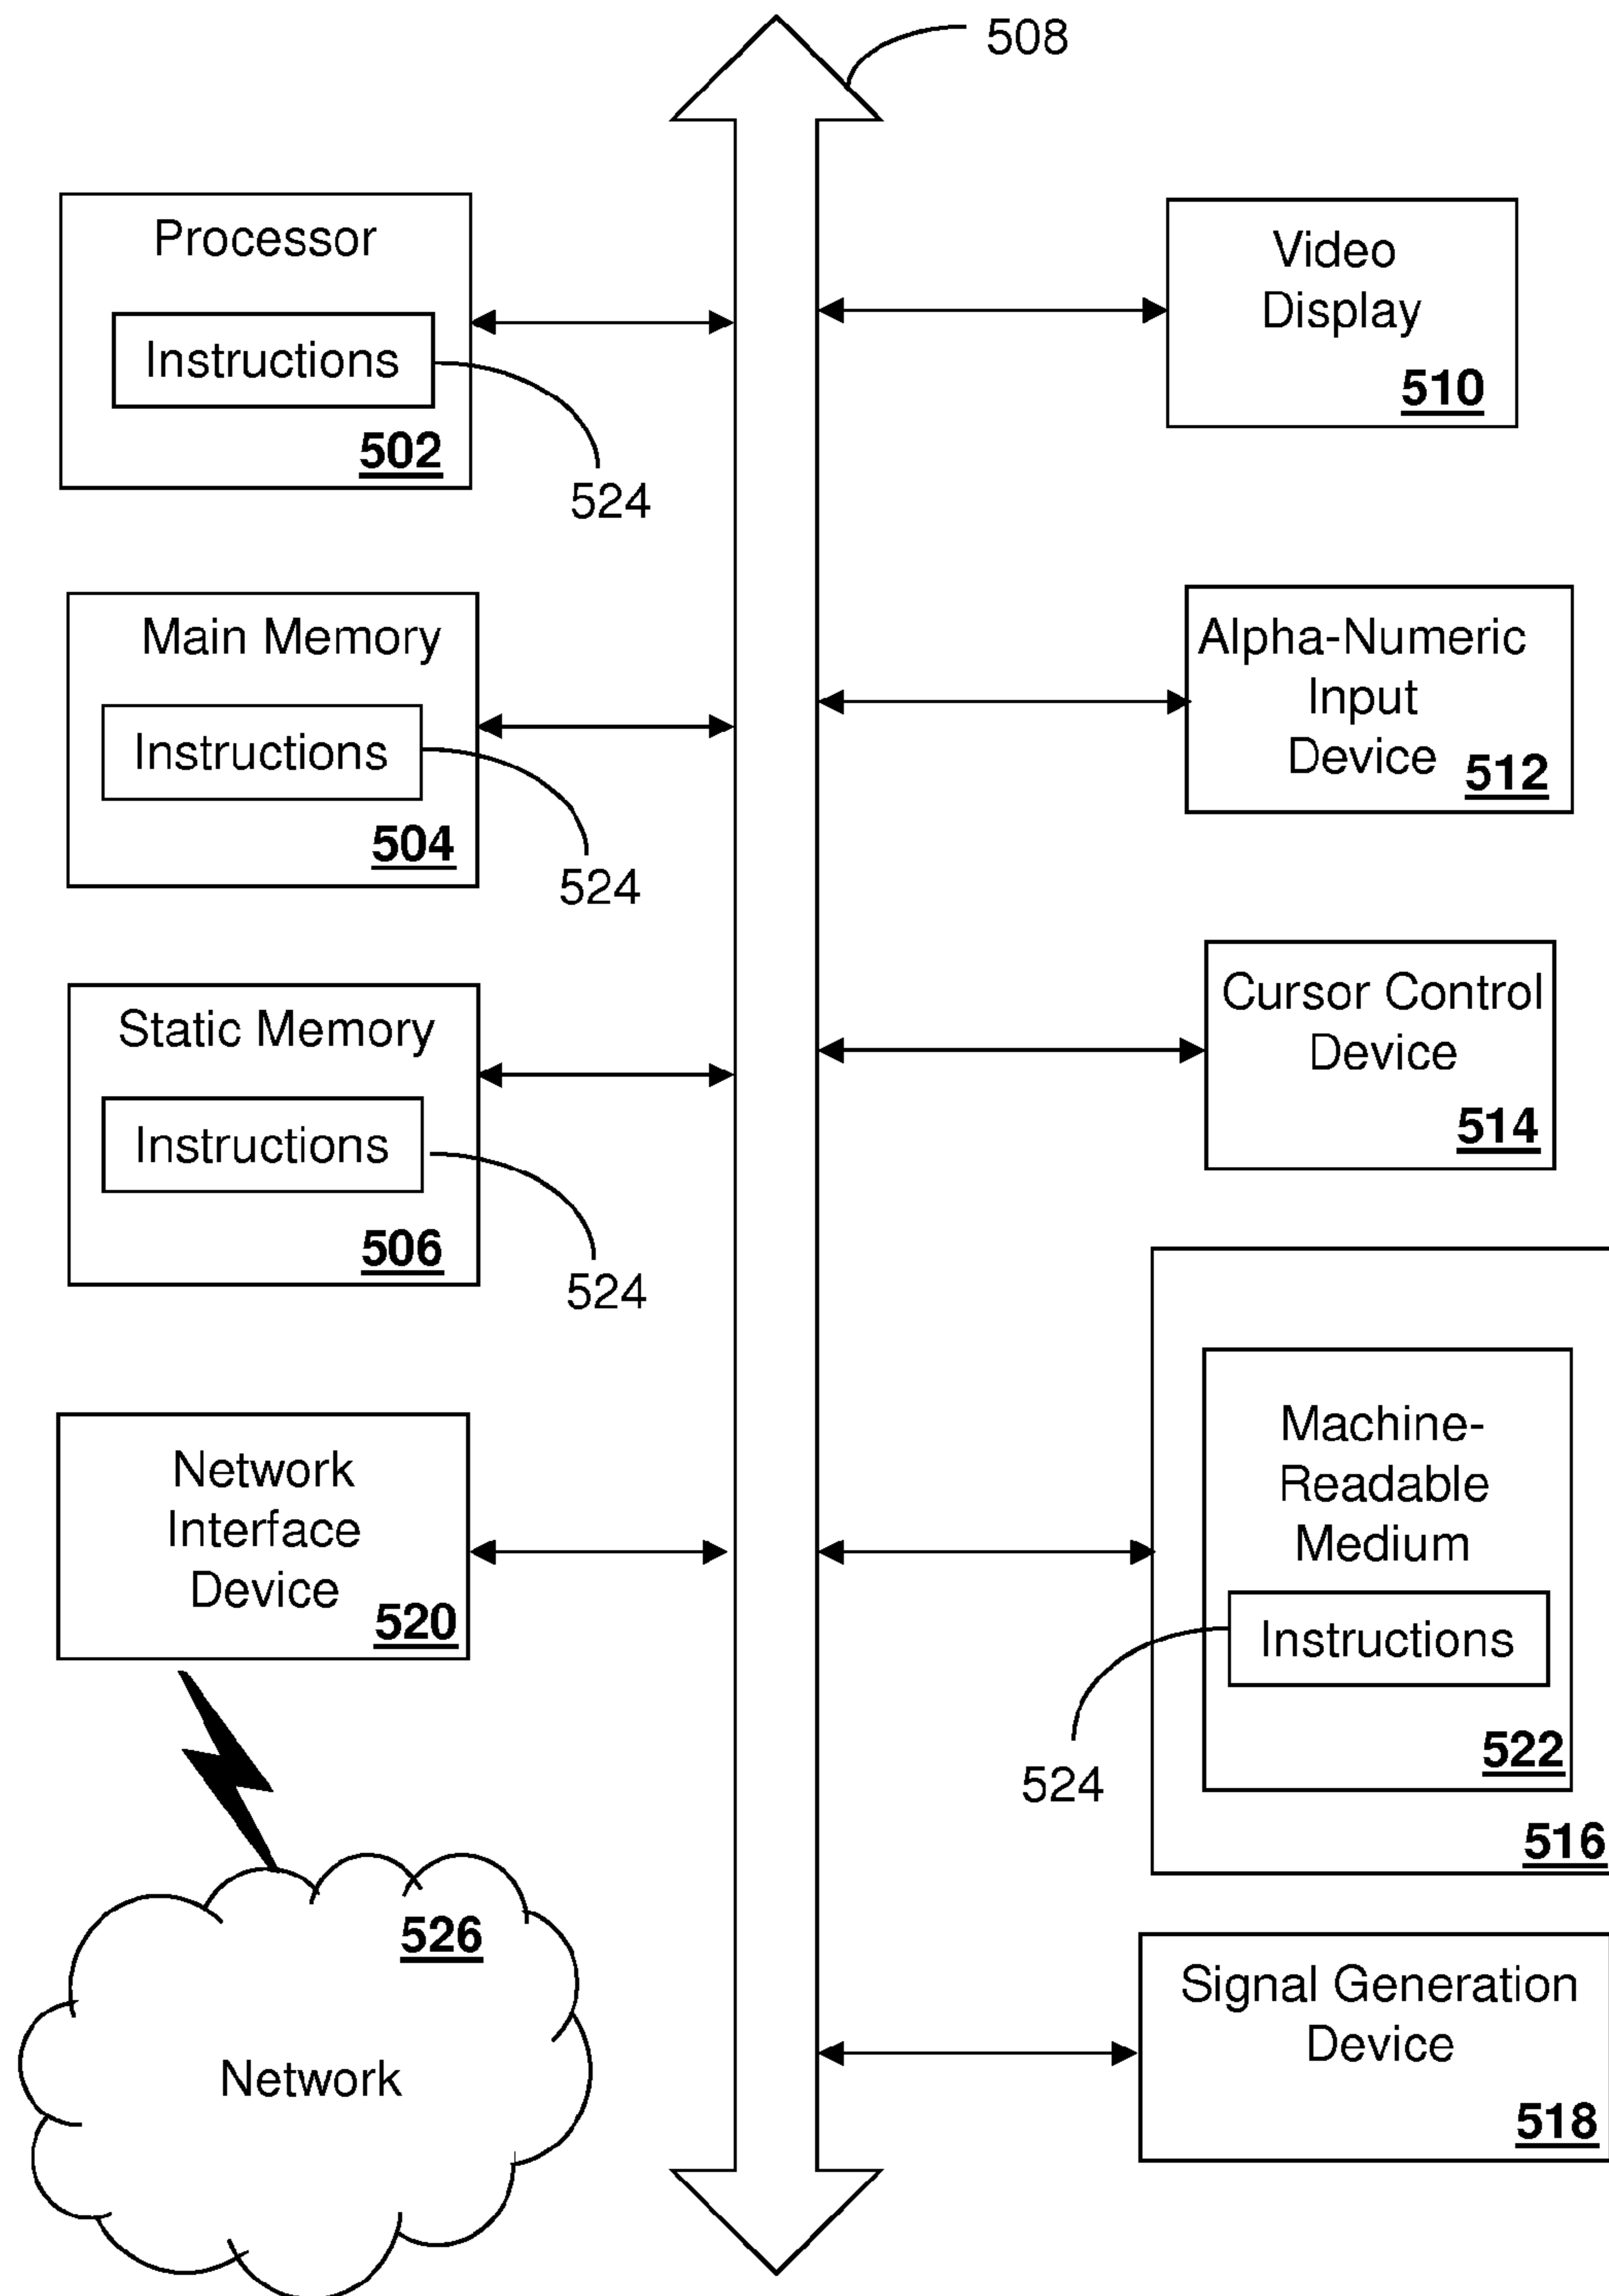 508
Processor
Instructions
502
524
Main Memory
Instructions
504
524
Static Memory
Instructions
506
524
Network
Interface
Device
520
526
Network
Video
Display
510
Alpha-Numeric
Input
Device 512
Cursor Control
Device
514
Machine-
Readable
Medium
Instructions
524
522
516
Signal Generation
Device
518